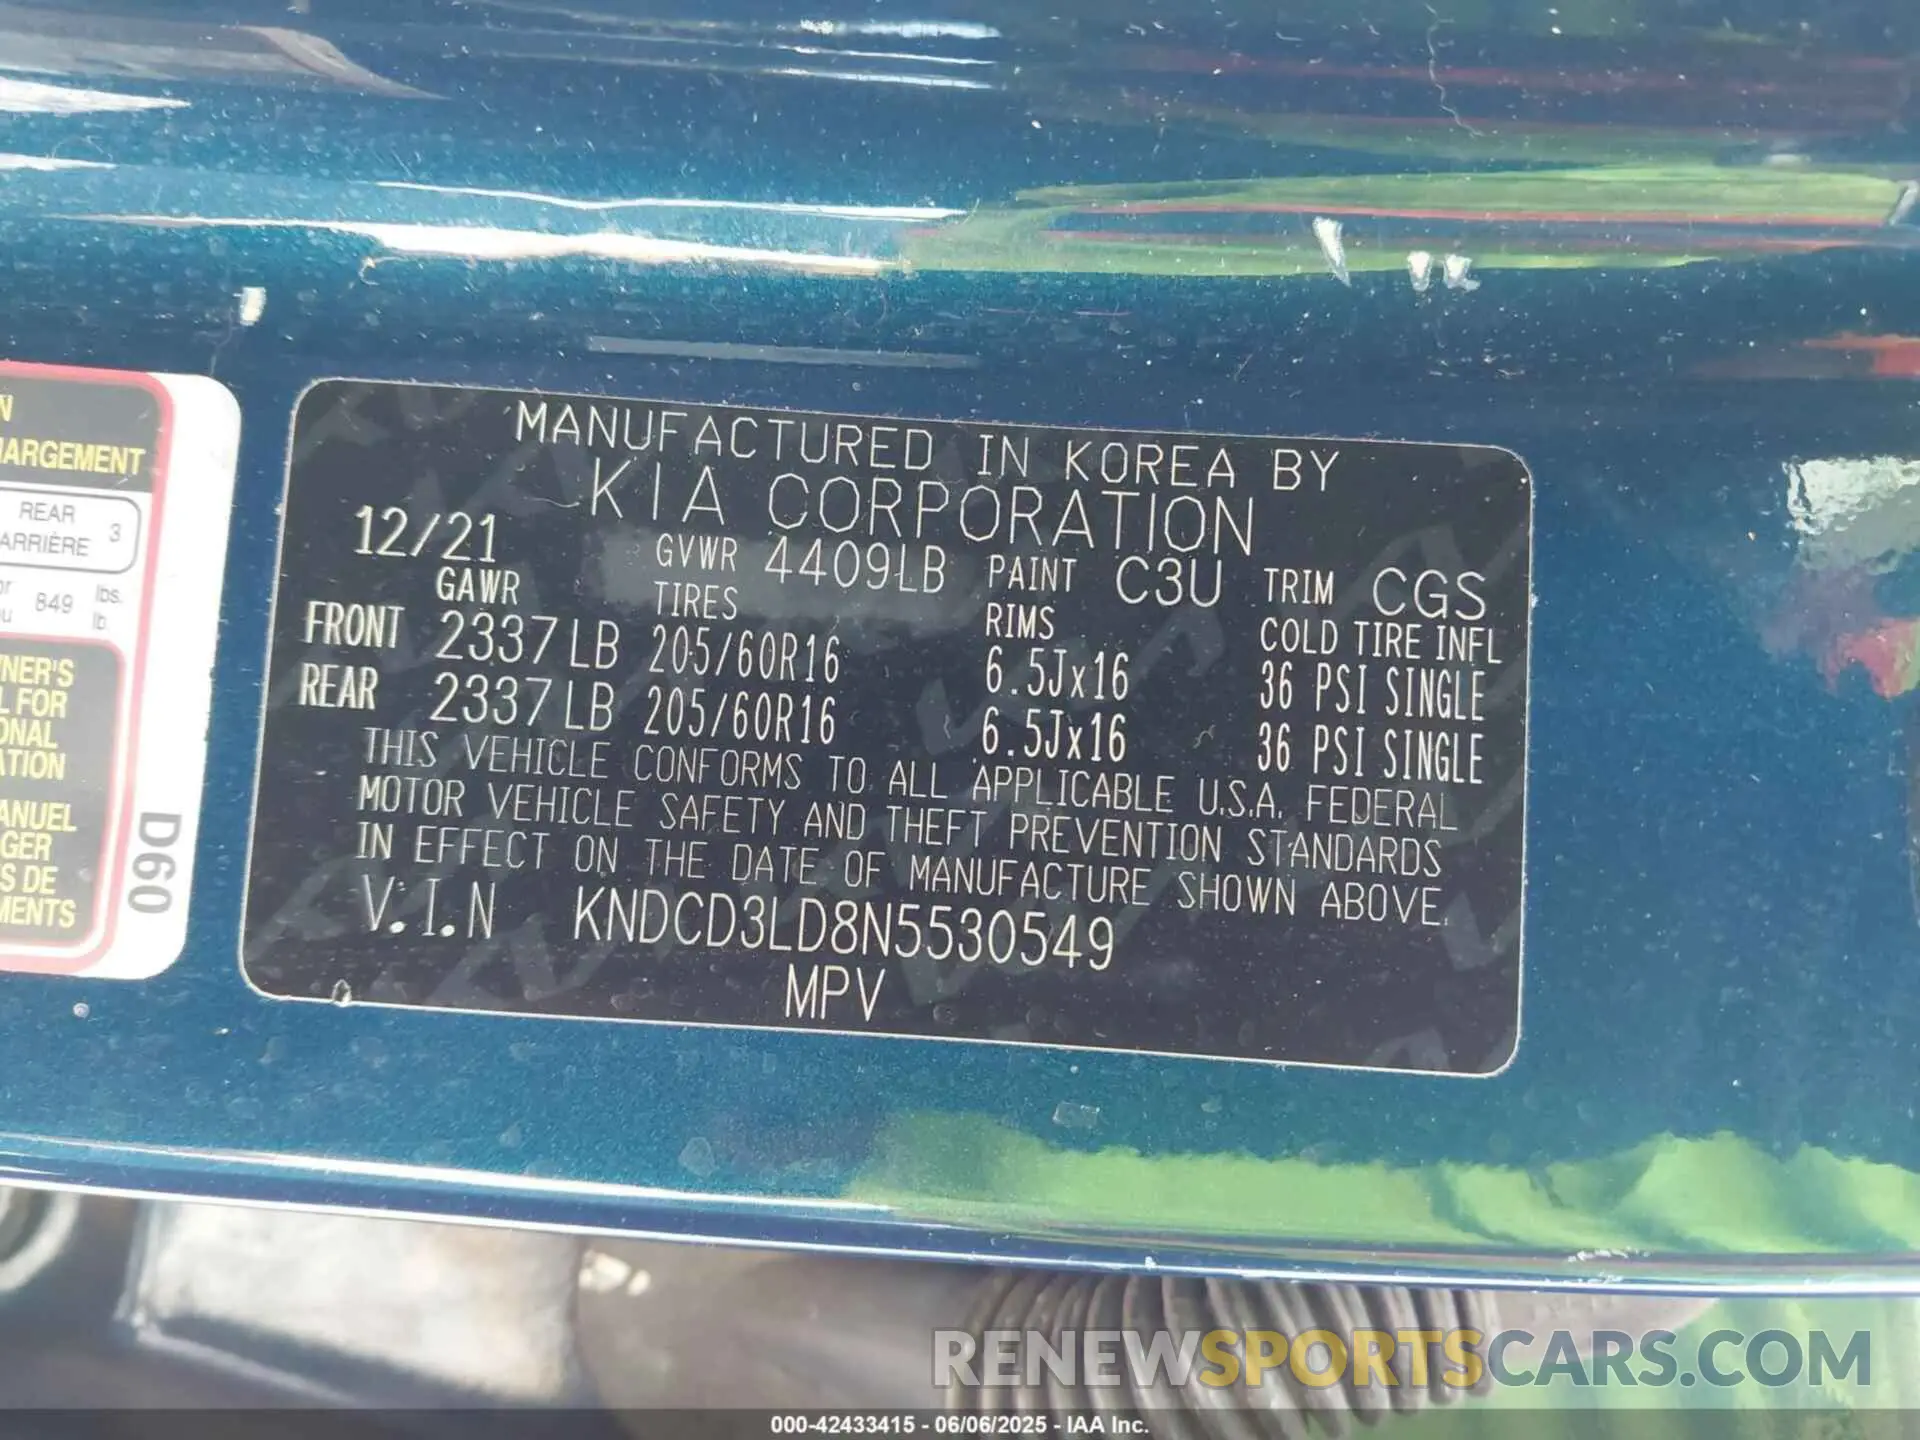 N
ARGEMENT
REAR
ARRIÈRE 3
or
u 849 lbs.
lb
NER'S
L FOR
ONAL
ATION
ANUEL
GER
S DE
MENTS
D60
MANUFACTURED IN KOREA BY
KIA CORPORATION
12/21 GVWR 4409LB PAINT C3U TRIM CGS
GAWR TIRES RIMS COLD TIRE INFL
FRONT 2337LB 205/60R16 6.5Jx16 36 PSI SINGLE
REAR 2337LB 205/60R16 6.5Jx16 36 PSI SINGLE
THIS VEHICLE CONFORMS TO ALL APPLICABLE U.S.A. FEDERAL
MOTOR VEHICLE SAFETY AND THEFT PREVENTION STANDARDS
IN EFFECT ON THE DATE OF MANUFACTURE SHOWN ABOVE.
V.I.N KNDCD3LD8N5530549
MPV
RENEWSPORTSCARS.COM
000-42433415 - 06/06/2025 - IAA Inc.